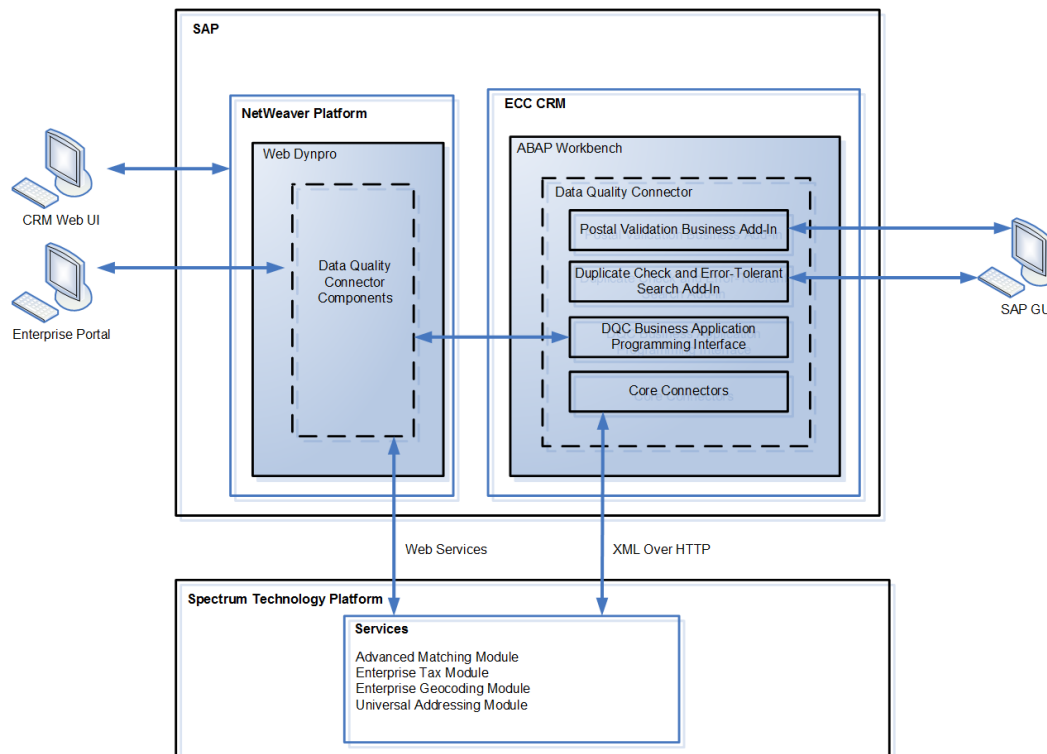 SAP
NetWeaver Platform
ECC CRM
Web Dynpro
ABAP Workbench
Data Quality Connector
Data Quality
Connector
Components
Postal Validation Business Add-In
Duplicate Check and Error-Tolerant
Search Add-In
DQC Business Application
Programming Interface
Core Connectors
CRM Web UI
Enterprise Portal
SAP GU
Web Services
XML Over HTTP
Spectrum Technology Platform
Services
Advanced Matching Module
Enterprise Tax Module
Enterprise Geocoding Module
Universal Addressing Module